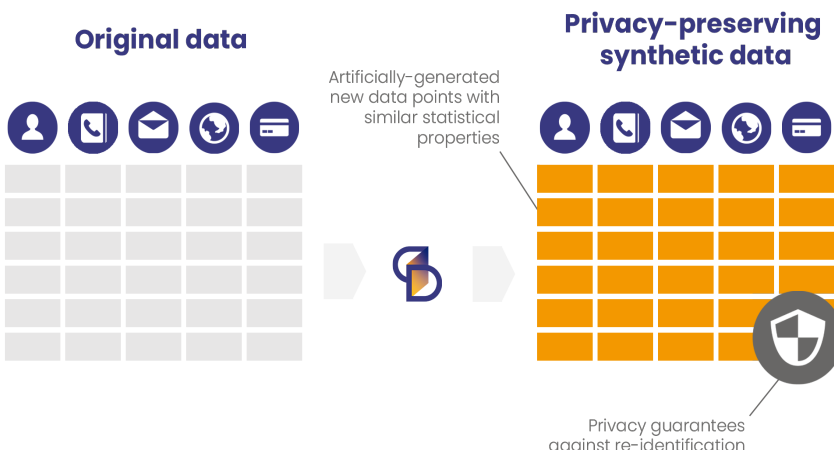 Original data
Privacy-preserving
synthetic data
Artificially-generated
new data points with
similar statistical
properties
Privacy guarantees
against re-identification